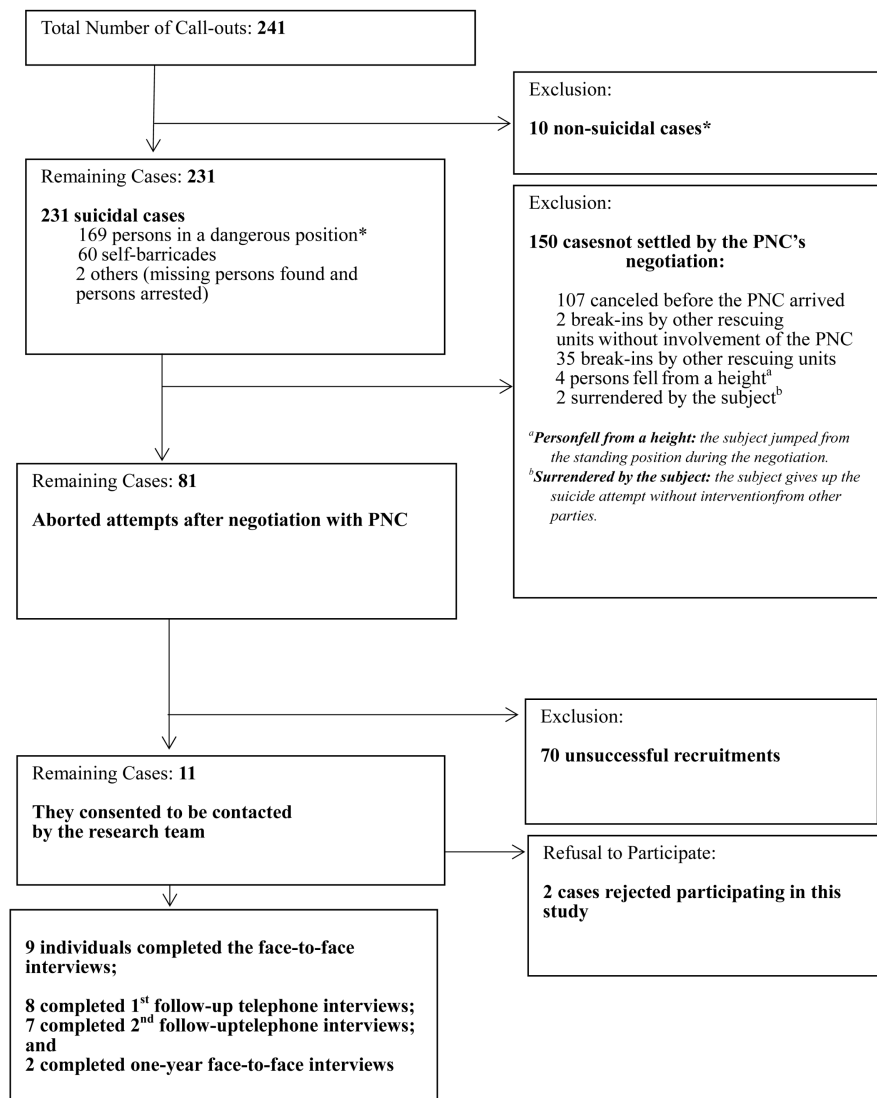 Total Number of Call-outs: 241
Exclusion:
10 non-suicidal cases*
Remaining Cases: 231
231 suicidal cases
169 persons in a dangerous position*
60 self-barricades
2 others (missing persons found and
persons arrested)
Exclusion:
150 casesnot settled by the PNC’s
negotiation:
107 canceled before the PNC arrived
2 break-ins by other rescuing
units without involvement of the PNC
35 break-ins by other rescuing units
4 persons fell from a heightᵃ
2 surrendered by the subjectᵇ
ᵃPersonfell from a height: the subject jumped from
the standing position during the negotiation.
ᵇSurrendered by the subject: the subject gives up the
suicide attempt without interventionfrom other
parties.
Remaining Cases: 81
Aborted attempts after negotiation with PNC
Exclusion:
70 unsuccessful recruitments
Remaining Cases: 11
They consented to be contacted
by the research team
Refusal to Participate:
2 cases rejected participating in this
study
9 individuals completed the face-to-face
interviews;
8 completed 1st follow-up telephone interviews;
7 completed 2nd follow-uptelephone interviews;
and
2 completed one-year face-to-face interviews